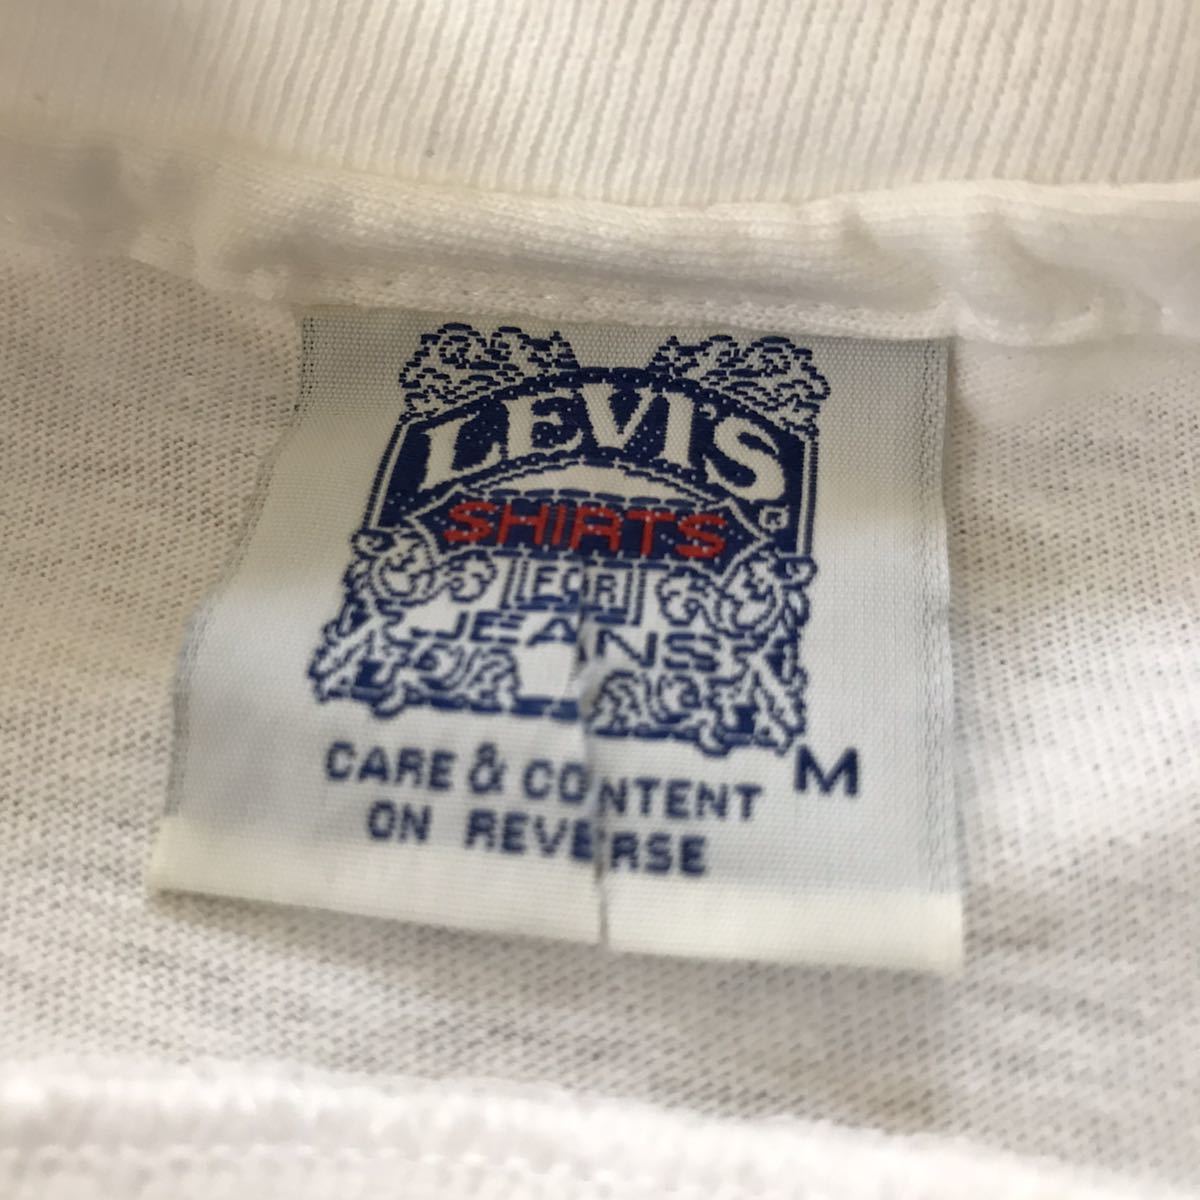 LEVI'S®
SHIRTS
FOR
JEANS
M
CARE & CONTENT
ON REVERSE